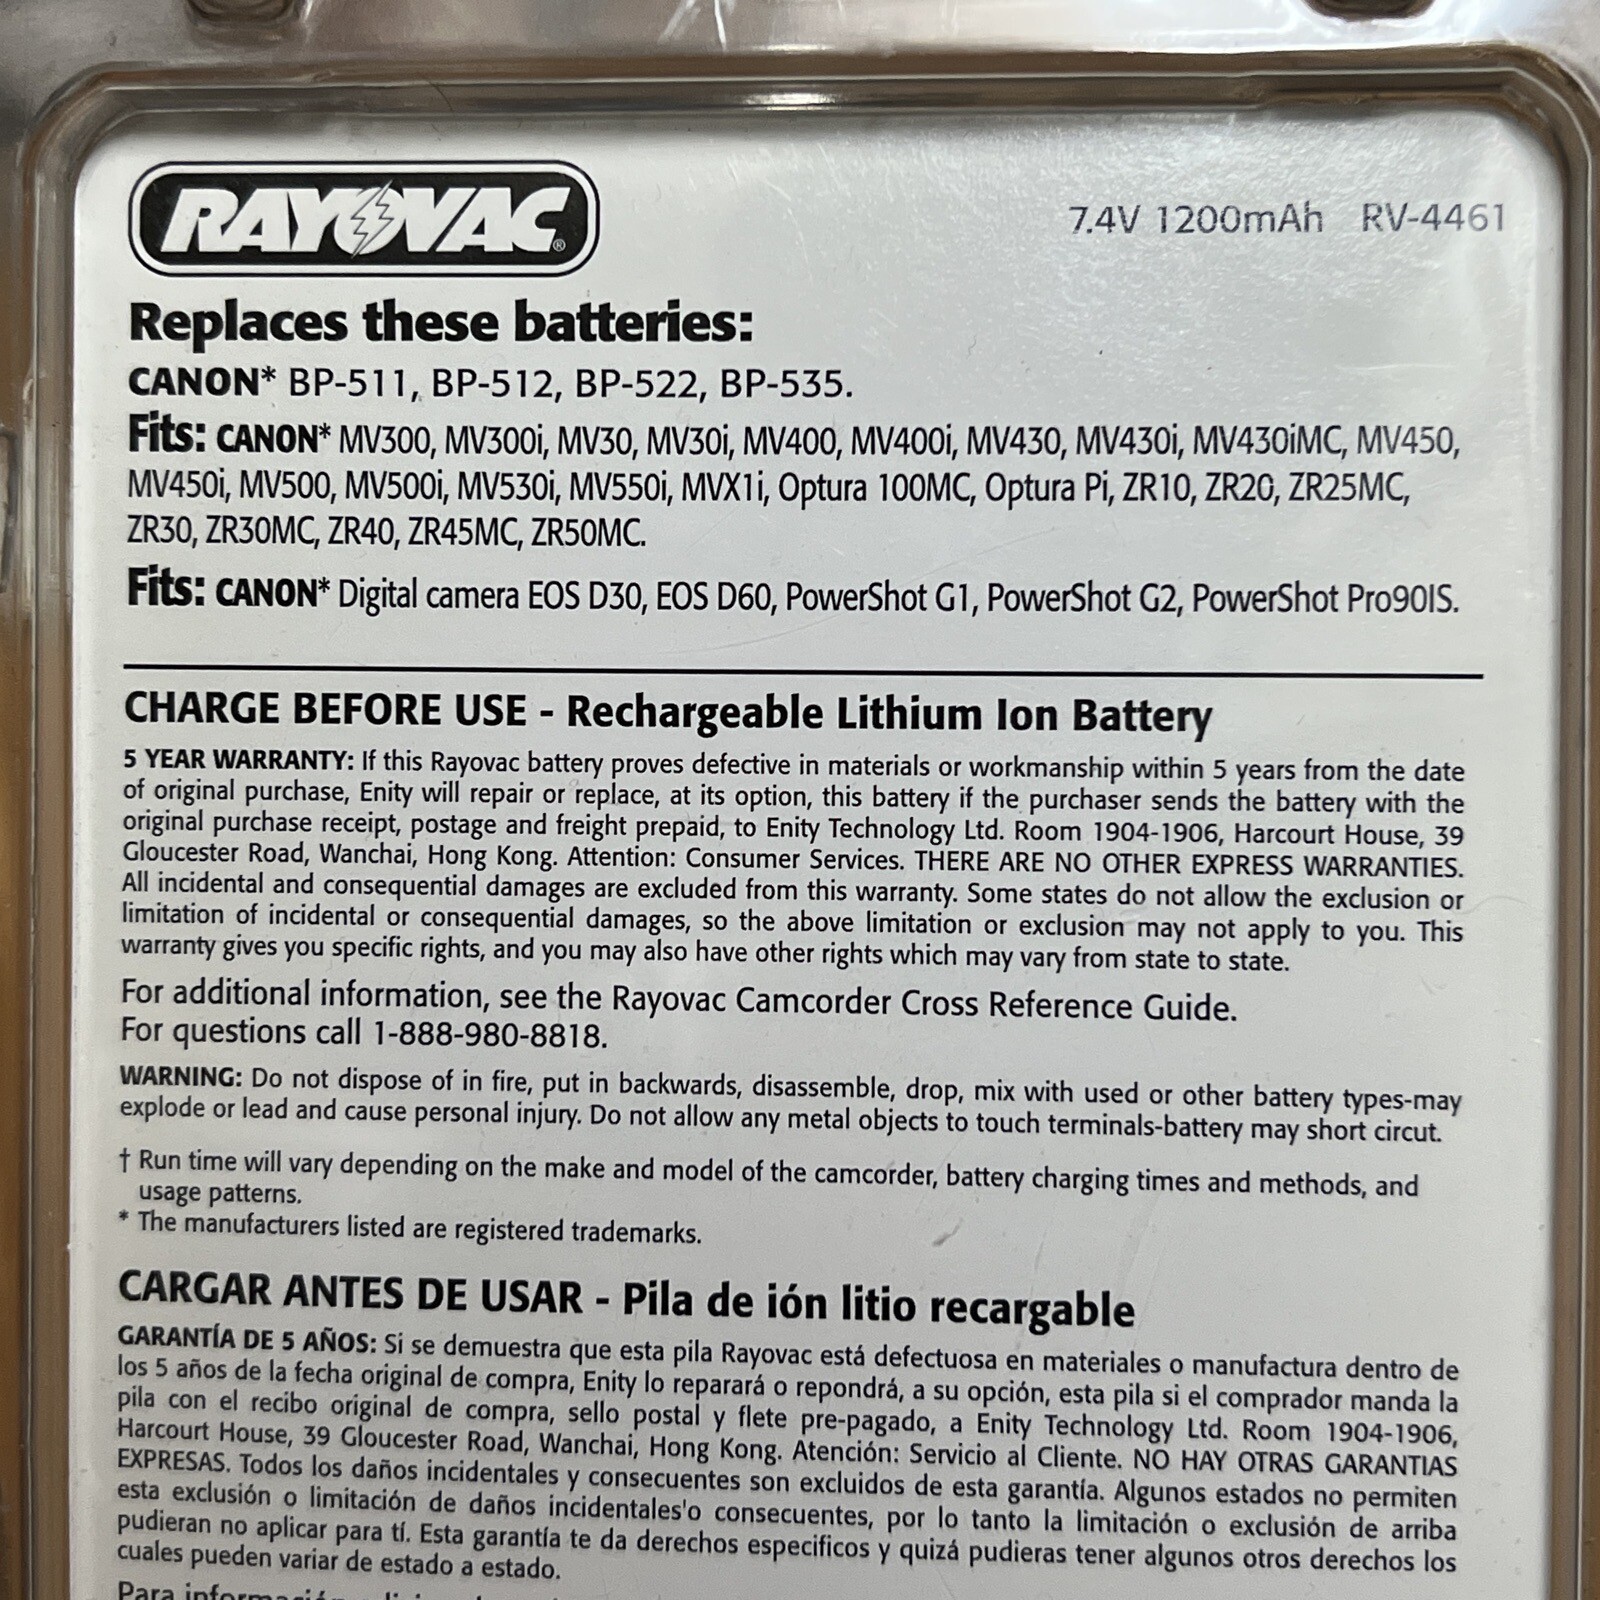 RAYOVAC®
7.4V 1200mAh RV-4461
Replaces these batteries:
CANON* BP-511, BP-512, BP-522, BP-535.
Fits: CANON* MV300, MV300i, MV30, MV30i, MV400, MV400i, MV430, MV430i, MV430iMC, MV450,
MV450i, MV500, MV500i, MV530i, MV550i, MVX1i, Optura 100MC, Optura Pi, ZR10, ZR20, ZR25MC,
ZR30, ZR30MC, ZR40, ZR45MC, ZR50MC.
Fits: CANON* Digital camera EOS D30, EOS D60, PowerShot G1, PowerShot G2, PowerShot Pro90IS.
CHARGE BEFORE USE - Rechargeable Lithium Ion Battery
5 YEAR WARRANTY: If this Rayovac battery proves defective in materials or workmanship within 5 years from the date
of original purchase, Enity will repair or replace, at its option, this battery if the purchaser sends the battery with the
original purchase receipt, postage and freight prepaid, to Enity Technology Ltd. Room 1904-1906, Harcourt House, 39
Gloucester Road, Wanchai, Hong Kong. Attention: Consumer Services. THERE ARE NO OTHER EXPRESS WARRANTIES.
All incidental and consequential damages are excluded from this warranty. Some states do not allow the exclusion or
limitation of incidental or consequential damages, so the above limitation or exclusion may not apply to you. This
warranty gives you specific rights, and you may also have other rights which may vary from state to state.
For additional information, see the Rayovac Camcorder Cross Reference Guide.
For questions call 1-888-980-8818.
WARNING: Do not dispose of in fire, put in backwards, disassemble, drop, mix with used or other battery types-may
explode or lead and cause personal injury. Do not allow any metal objects to touch terminals-battery may short circut.
† Run time will vary depending on the make and model of the camcorder, battery charging times and methods, and
usage patterns.
* The manufacturers listed are registered trademarks.
CARGAR ANTES DE USAR - Pila de ión litio recargable
GARANTÍA DE 5 AÑOS: Si se demuestra que esta pila Rayovac está defectuosa en materiales o manufactura dentro de
los 5 años de la fecha original de compra, Enity lo reparará o repondrá, a su opción, esta pila si el comprador manda la
pila con el recibo original de compra, sello postal y flete pre-pagado, a Enity Technology Ltd. Room 1904-1906,
Harcourt House, 39 Gloucester Road, Wanchai, Hong Kong. Atención: Servicio al Cliente. NO HAY OTRAS GARANTIAS
EXPRESAS. Todos los daños incidentales y consecuentes son excluidos de esta garantía. Algunos estados no permiten
esta exclusión o limitación de daños incidentales'o consecuentes, por lo tanto la limitación o exclusión de arriba
pudieran no aplicar para tí. Esta garantía te da derechos especificos y quizá pudieras tener algunos otros derechos los
cuales pueden variar de estado a estado.
Para información